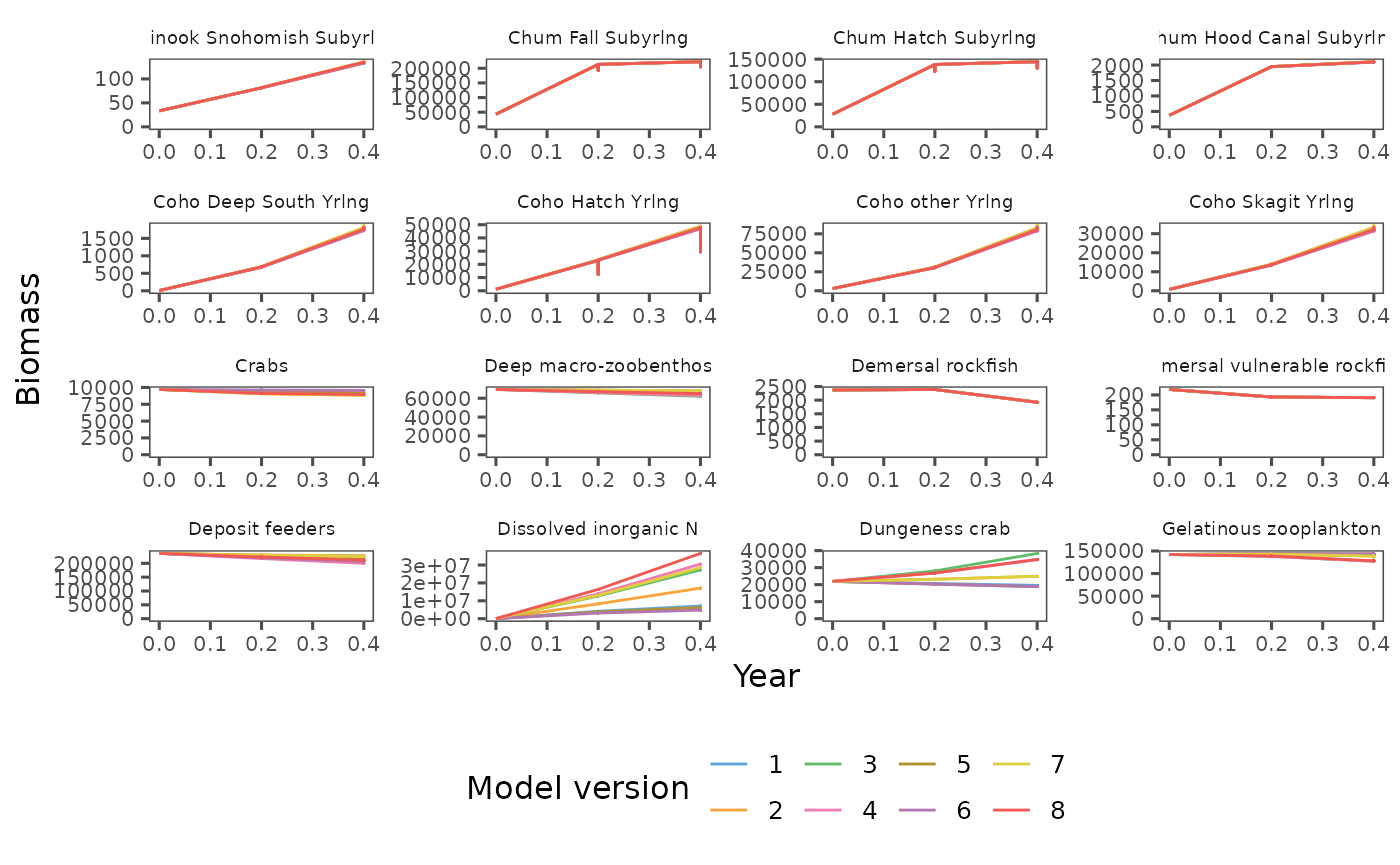 inook Snohomish Subyrl
Chum Fall Subyrlng
Chum Hatch Subyrlng
hum Hood Canal Subyrln
100
50
0
200000
150000
100000
50000
0
150000
100000
50000
0
2000
1500
1000
500
0
0.0 0.1 0.2 0.3 0.4
0.0 0.1 0.2 0.3 0.4
0.0 0.1 0.2 0.3 0.4
0.0 0.1 0.2 0.3 0.4
Coho Deep South Yrlng
Coho Hatch Yrlng
Coho other Yrlng
Coho Skagit Yrlng
1500
1000
500
0
50000
40000
30000
20000
10000
0
75000
50000
25000
0
30000
20000
10000
0
0.0 0.1 0.2 0.3 0.4
0.0 0.1 0.2 0.3 0.4
0.0 0.1 0.2 0.3 0.4
0.0 0.1 0.2 0.3 0.4
Biomass
Crabs
Deep macro-zoobenthos
Demersal rockfish
mersal vulnerable rockfi
10000
7500
5000
2500
0
60000
40000
20000
0
2500
2000
1500
1000
500
0
200
150
100
50
0
0.0 0.1 0.2 0.3 0.4
0.0 0.1 0.2 0.3 0.4
0.0 0.1 0.2 0.3 0.4
0.0 0.1 0.2 0.3 0.4
Deposit feeders
Dissolved inorganic N
Dungeness crab
Gelatinous zooplankton
200000
150000
100000
50000
0
3e+07
2e+07
1e+07
0e+00
40000
30000
20000
10000
0
150000
100000
50000
0
0.0 0.1 0.2 0.3 0.4
0.0 0.1 0.2 0.3 0.4
0.0 0.1 0.2 0.3 0.4
0.0 0.1 0.2 0.3 0.4
Year
Model version
1 3 5 7
2 4 6 8